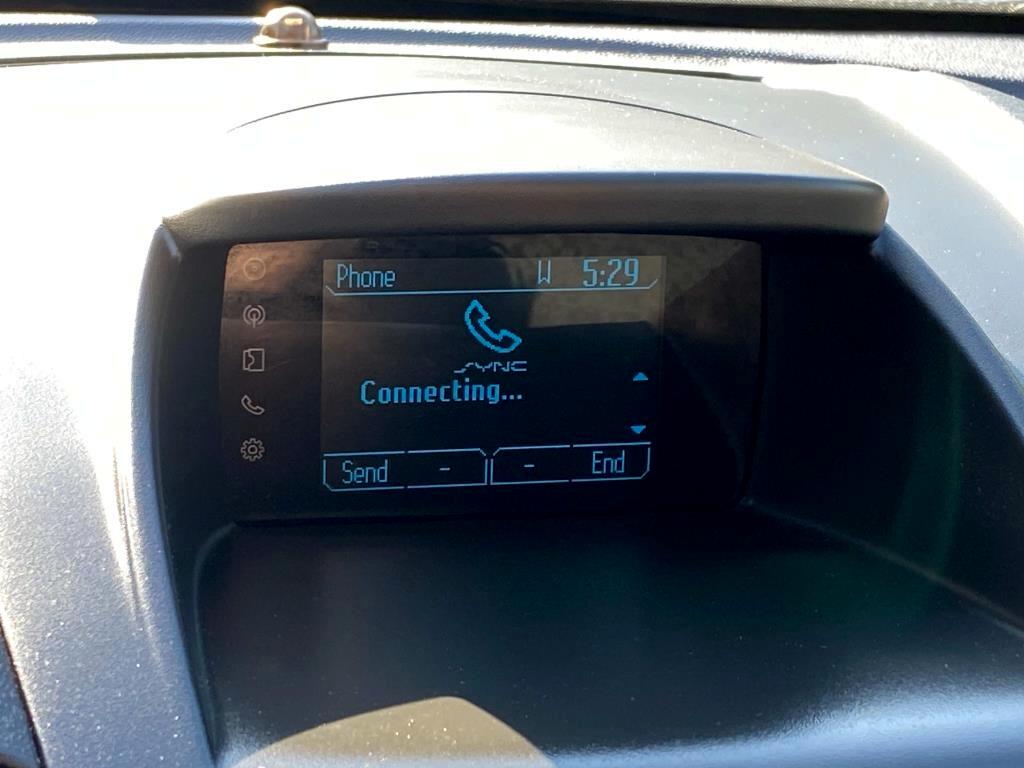 Phone W 5:29
SYNC
Connecting...
Send - - End